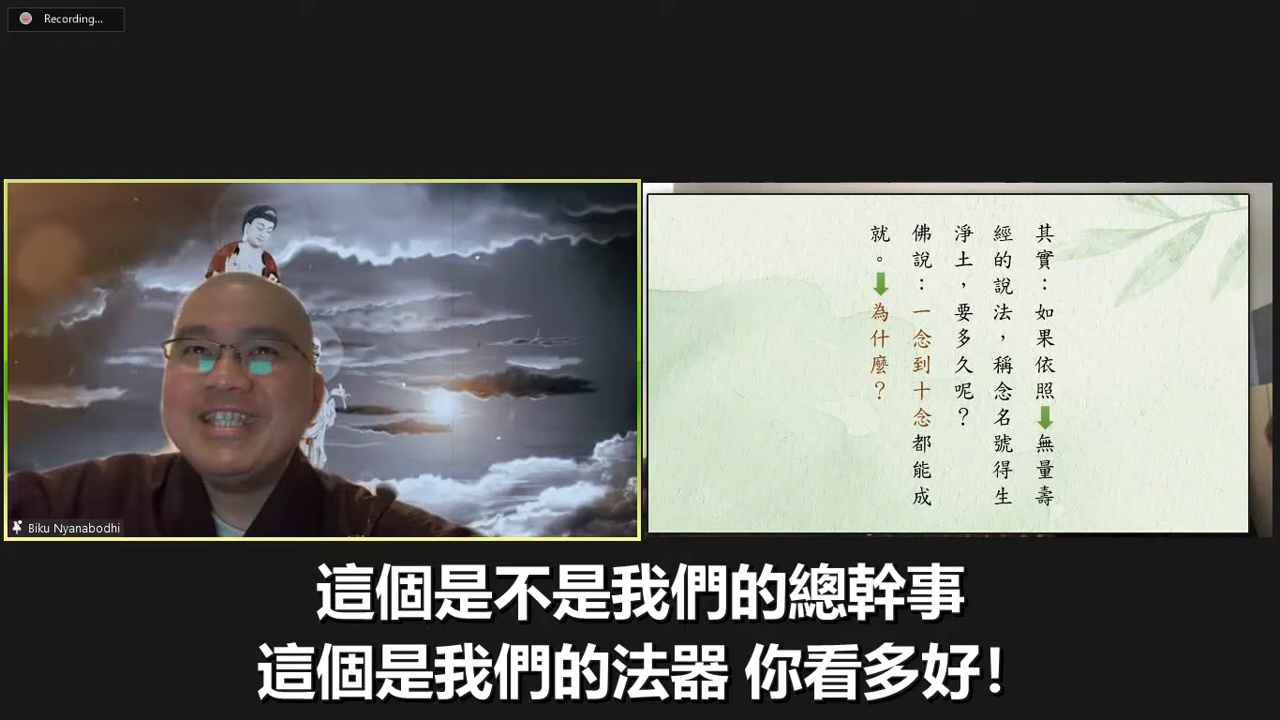 Recording...
Biku Nyanabodhi
其實：如果依照➡無量壽
經的說法，稱念名號得生
淨土，要多久呢？
佛說：一念到十念都能成
就。➡為什麼？
這個是不是我們的總幹事
這個是我們的法器 你看多好!